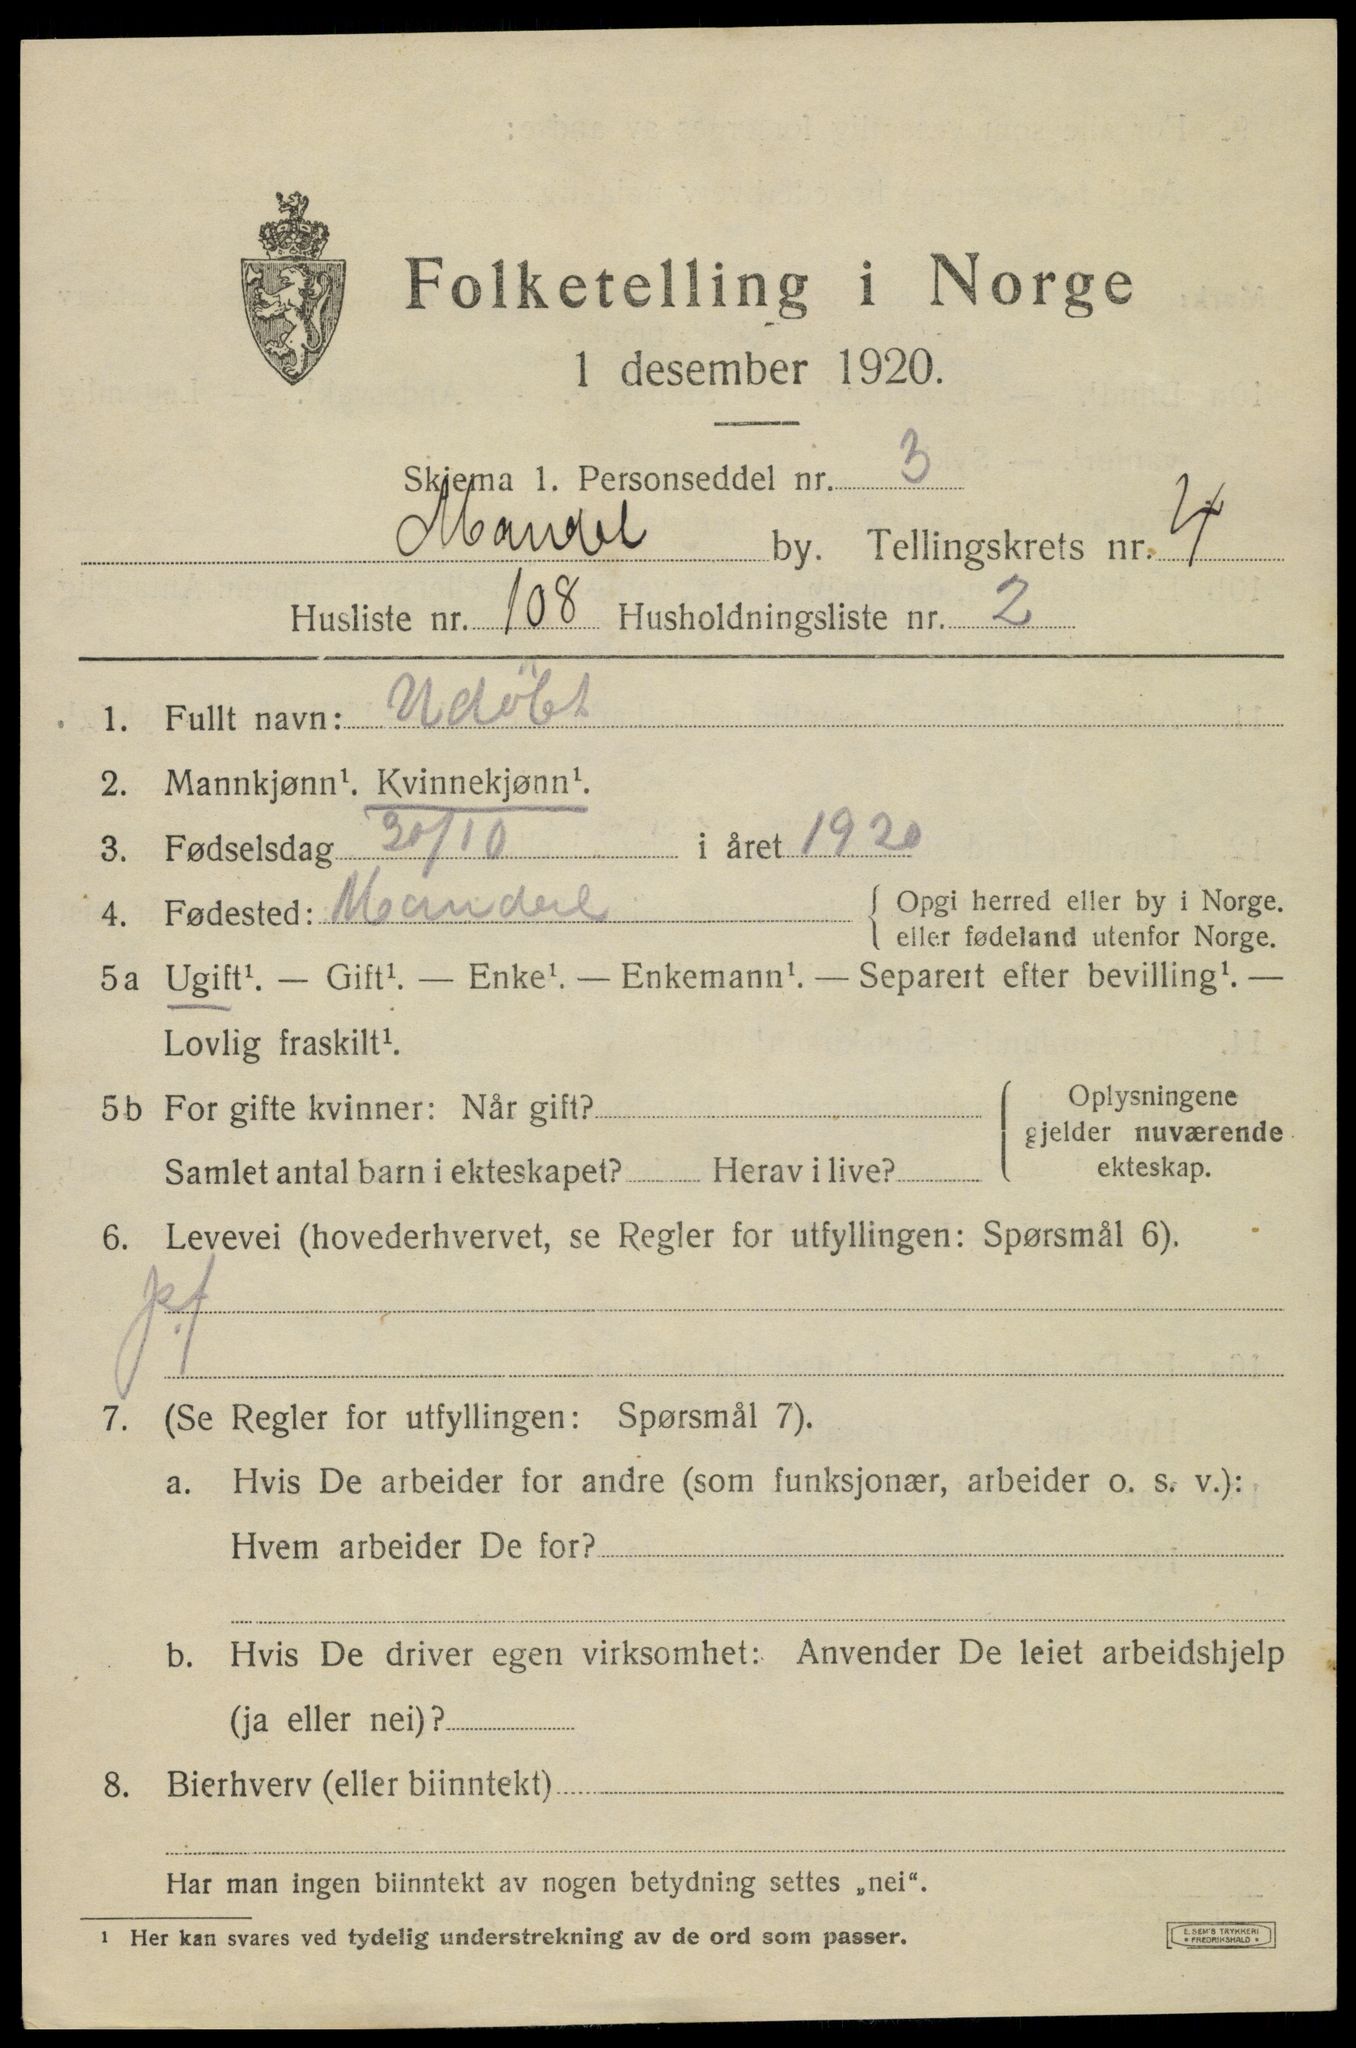 Folketelling i Norge
1 desember 1920.
Skjema 1. Personseddel nr. 3
Mandal by. Tellingskrets nr. 4
Husliste nr. 108 Husholdningsliste nr. 2
1. Fullt navn: Udöbt
2. Mannkjønn¹. Kvinnekjønn¹.
3. Fødselsdag 30/10 i året 1920
4. Fødested: Mandal { Opgi herred eller by i Norge.
eller fødeland utenfor Norge.
5a Ugift¹. — Gift¹. — Enke¹. — Enkemann¹. — Separert efter bevilling¹. —
Lovlig fraskilt¹.
5b For gifte kvinner: Når gift?
Samlet antal barn i ekteskapet? Herav i live?
Oplysningene
gjelder nuværende
ekteskap.
6. Levevei (hovederhvervet, se Regler for utfyllingen: Spørsmål 6).
p.f
7. (Se Regler for utfyllingen: Spørsmål 7).
a. Hvis De arbeider for andre (som funksjonær, arbeider o. s. v.):
Hvem arbeider De for?
b. Hvis De driver egen virksomhet: Anvender De leiet arbeidshjelp
(ja eller nei)?
8. Bierhverv (eller biinntekt)
Har man ingen biinntekt av nogen betydning settes „nei“.
¹ Her kan svares ved tydelig understrekning av de ord som passer.
E. SEM'S TRYKKERI
FREDRIKSHALD